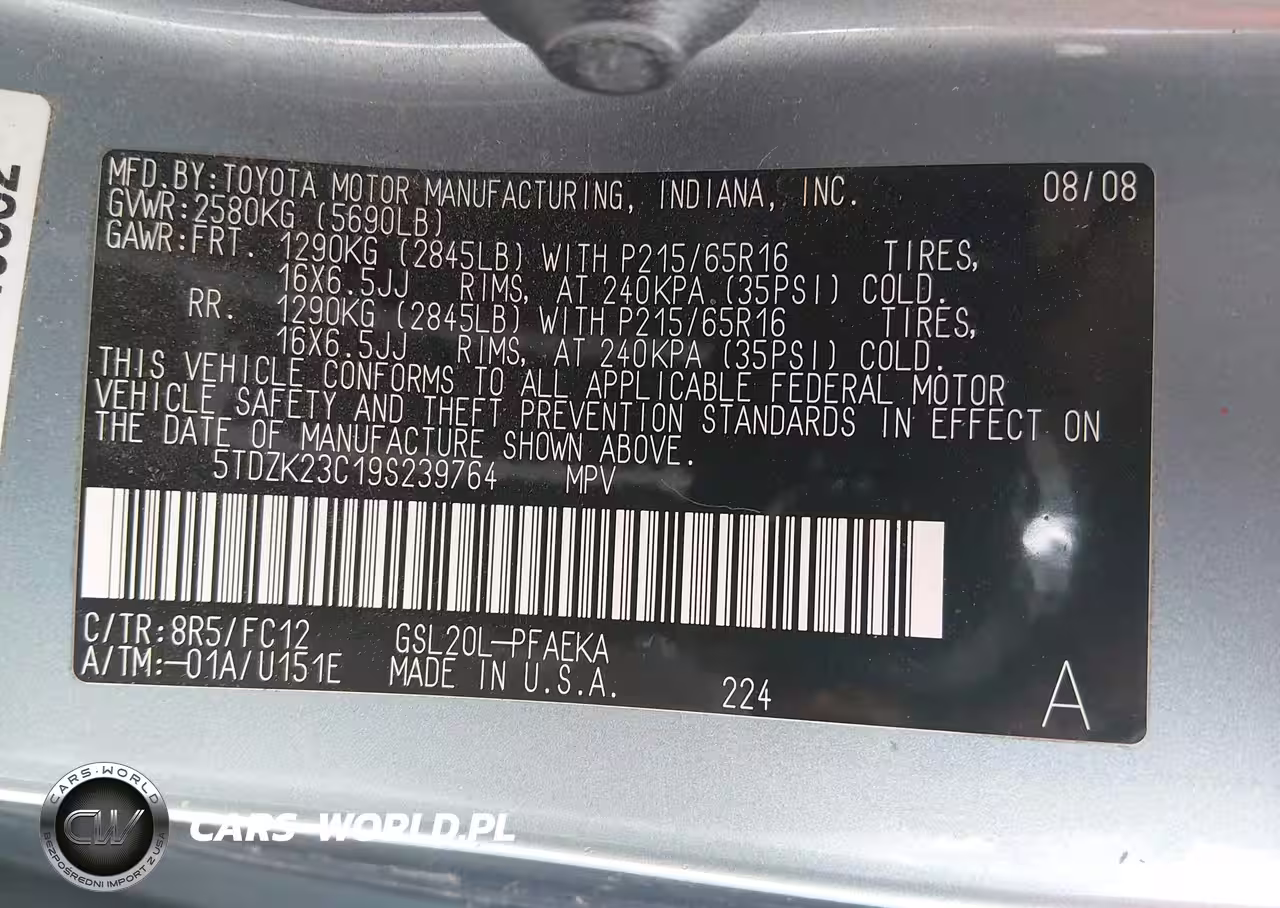 MFD.BY:TOYOTA MOTOR MANUFACTURING, INDIANA, INC. 08/08
GVWR:2580KG (5690LB)
GAWR:FRT. 1290KG (2845LB) WITH P215/65R16 TIRES,
16X6.5JJ RIMS, AT 240KPA (35PSI) COLD.
RR. 1290KG (2845LB) WITH P215/65R16 TIRES,
16X6.5JJ RIMS, AT 240KPA (35PSI) COLD.
THIS VEHICLE CONFORMS TO ALL APPLICABLE FEDERAL MOTOR
VEHICLE SAFETY AND THEFT PREVENTION STANDARDS IN EFFECT ON
THE DATE OF MANUFACTURE SHOWN ABOVE.
5TDZK23C19S239764 MPV
C/TR:8R5/FC12 GSL20L-PFAEKA
A/TM:-01A/U151E MADE IN U.S.A. 224 A
CARS-WORLD
CW
BEZPOŚREDNI IMPORT Z USA
CARS WORLD.PL